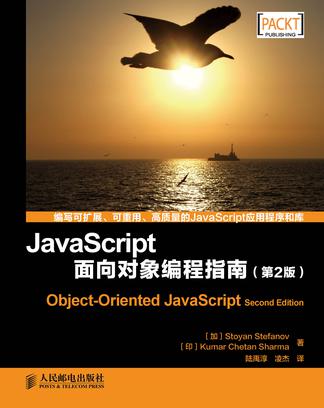 PACKT
PUBLISHING
编写可扩展、可重用、高质量的JavaScript应用程序和库
JavaScript
面向对象编程指南（第2版）
Object-Oriented JavaScript Second Edition
［加］Stoyan Stefanov
［印］Kumar Chetan Sharma 著
陆禹淳 凌杰 译
人民邮电出版社
POSTS & TELECOM PRESS